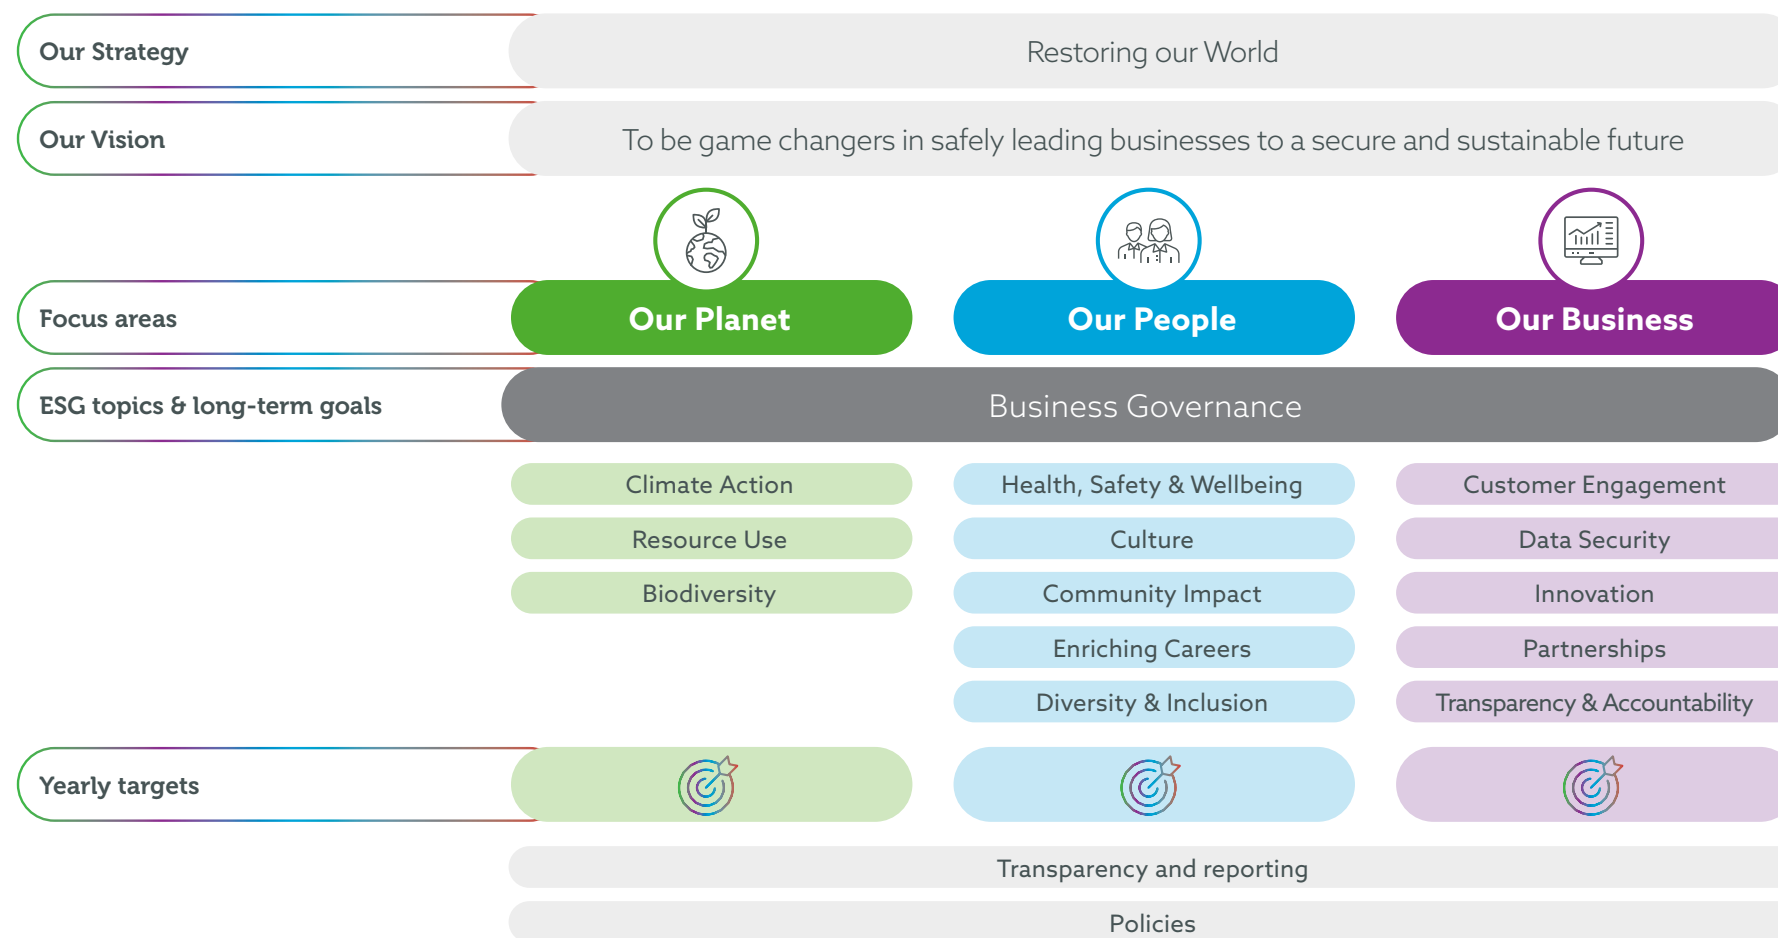 Our Strategy
Restoring our World
Our Vision
To be game changers in safely leading businesses to a secure and sustainable future
Focus areas
Our Planet
Our People
Our Business
ESG topics & long-term goals
Business Governance
Climate Action
Health, Safety & Wellbeing
Customer Engagement
Resource Use
Culture
Data Security
Biodiversity
Community Impact
Innovation
Enriching Careers
Partnerships
Diversity & Inclusion
Transparency & Accountability
Yearly targets
Transparency and reporting
Policies